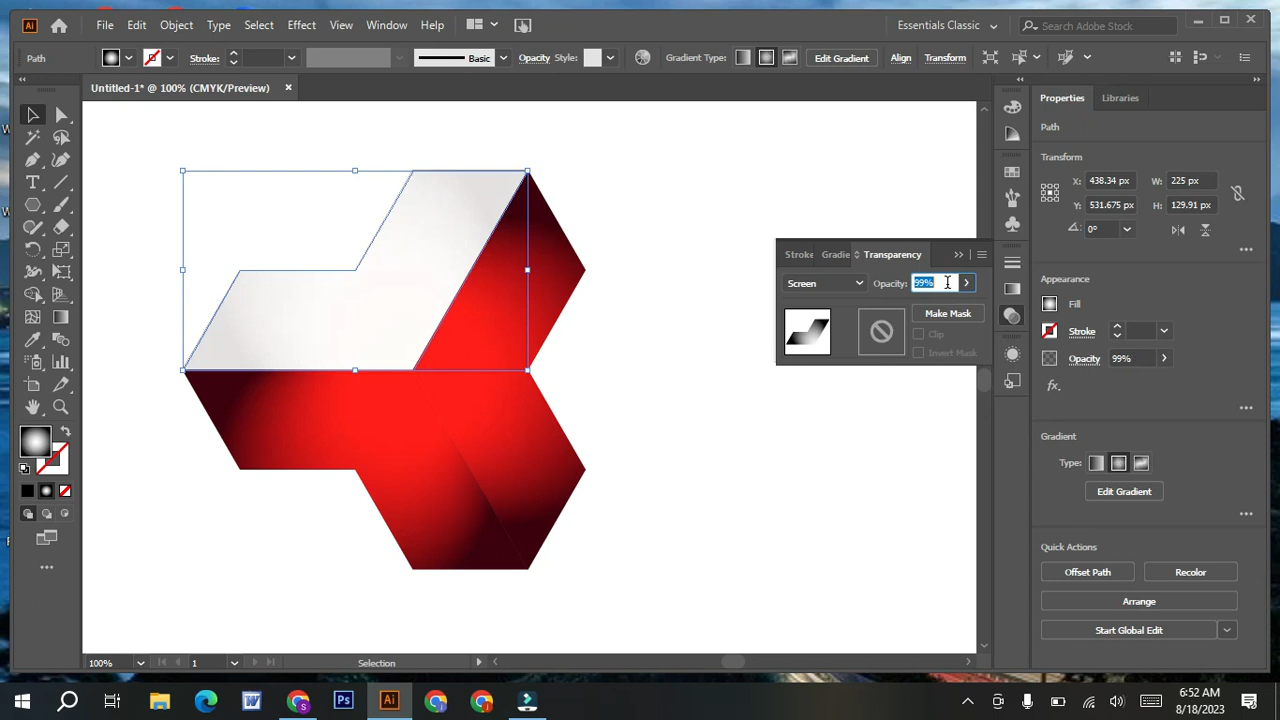 Ai File Edit Object Type Select Effect View Window Help Essentials Classic Search Adobe Stock
Path Stroke: Basic Opacity Style: Gradient Type: Edit Gradient Align Transform
Untitled-1* @ 100% (CMYK/Preview)
Properties Libraries
Path
Transform
X: 438.34 px W: 225 px
Y: 531.675 px H: 129.91 px
0°
Stroke Gradie Transparency
Screen Opacity: 99%
Make Mask
Clip
Invert Mask
Appearance
Fill
Stroke
Opacity 99%
fx.
Gradient
Type:
Edit Gradient
Quick Actions
Offset Path Recolor
Arrange
Start Global Edit
100% 1 Selection
W Ps Ai S J J
6:52 AM
8/18/2023